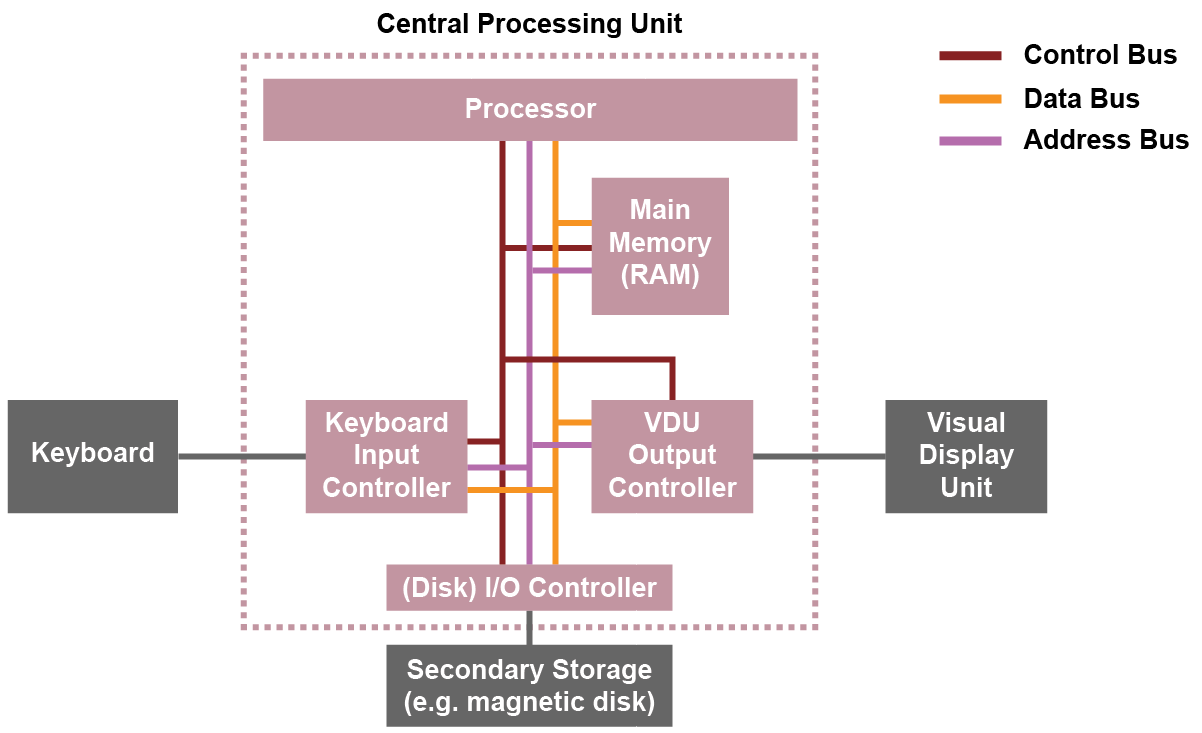 Central Processing Unit
Control Bus
Data Bus
Address Bus
Processor
Main
Memory
(RAM)
Keyboard
Keyboard
Input
Controller
VDU
Output
Controller
Visual
Display
Unit
(Disk) I/O Controller
Secondary Storage
(e.g. magnetic disk)